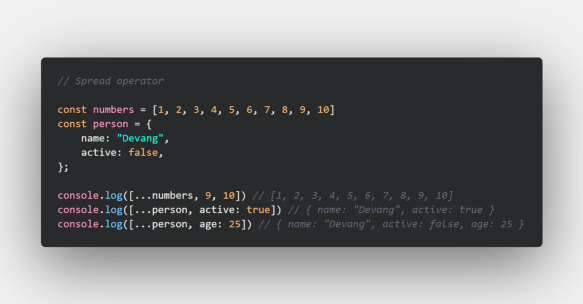 // Spread operator
const numbers = [1, 2, 3, 4, 5, 6, 7, 8, 9, 10]
const person = {
    name: "Devang",
    active: false,
};
console.log([...numbers, 9, 10]) // [1, 2, 3, 4, 5, 6, 7, 8, 9, 10]
console.log([...person, active: true]) // { name: "Devang", active: true }
console.log([...person, age: 25]) // { name: "Devang", active: false, age: 25 }